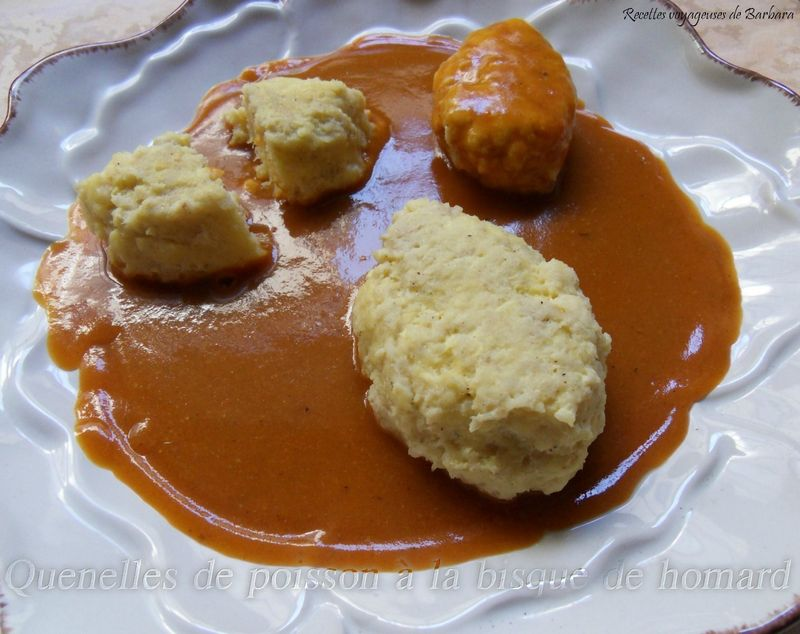 Recettes voyageuses de Barbara
Quenelles de poisson à la bisque de homard